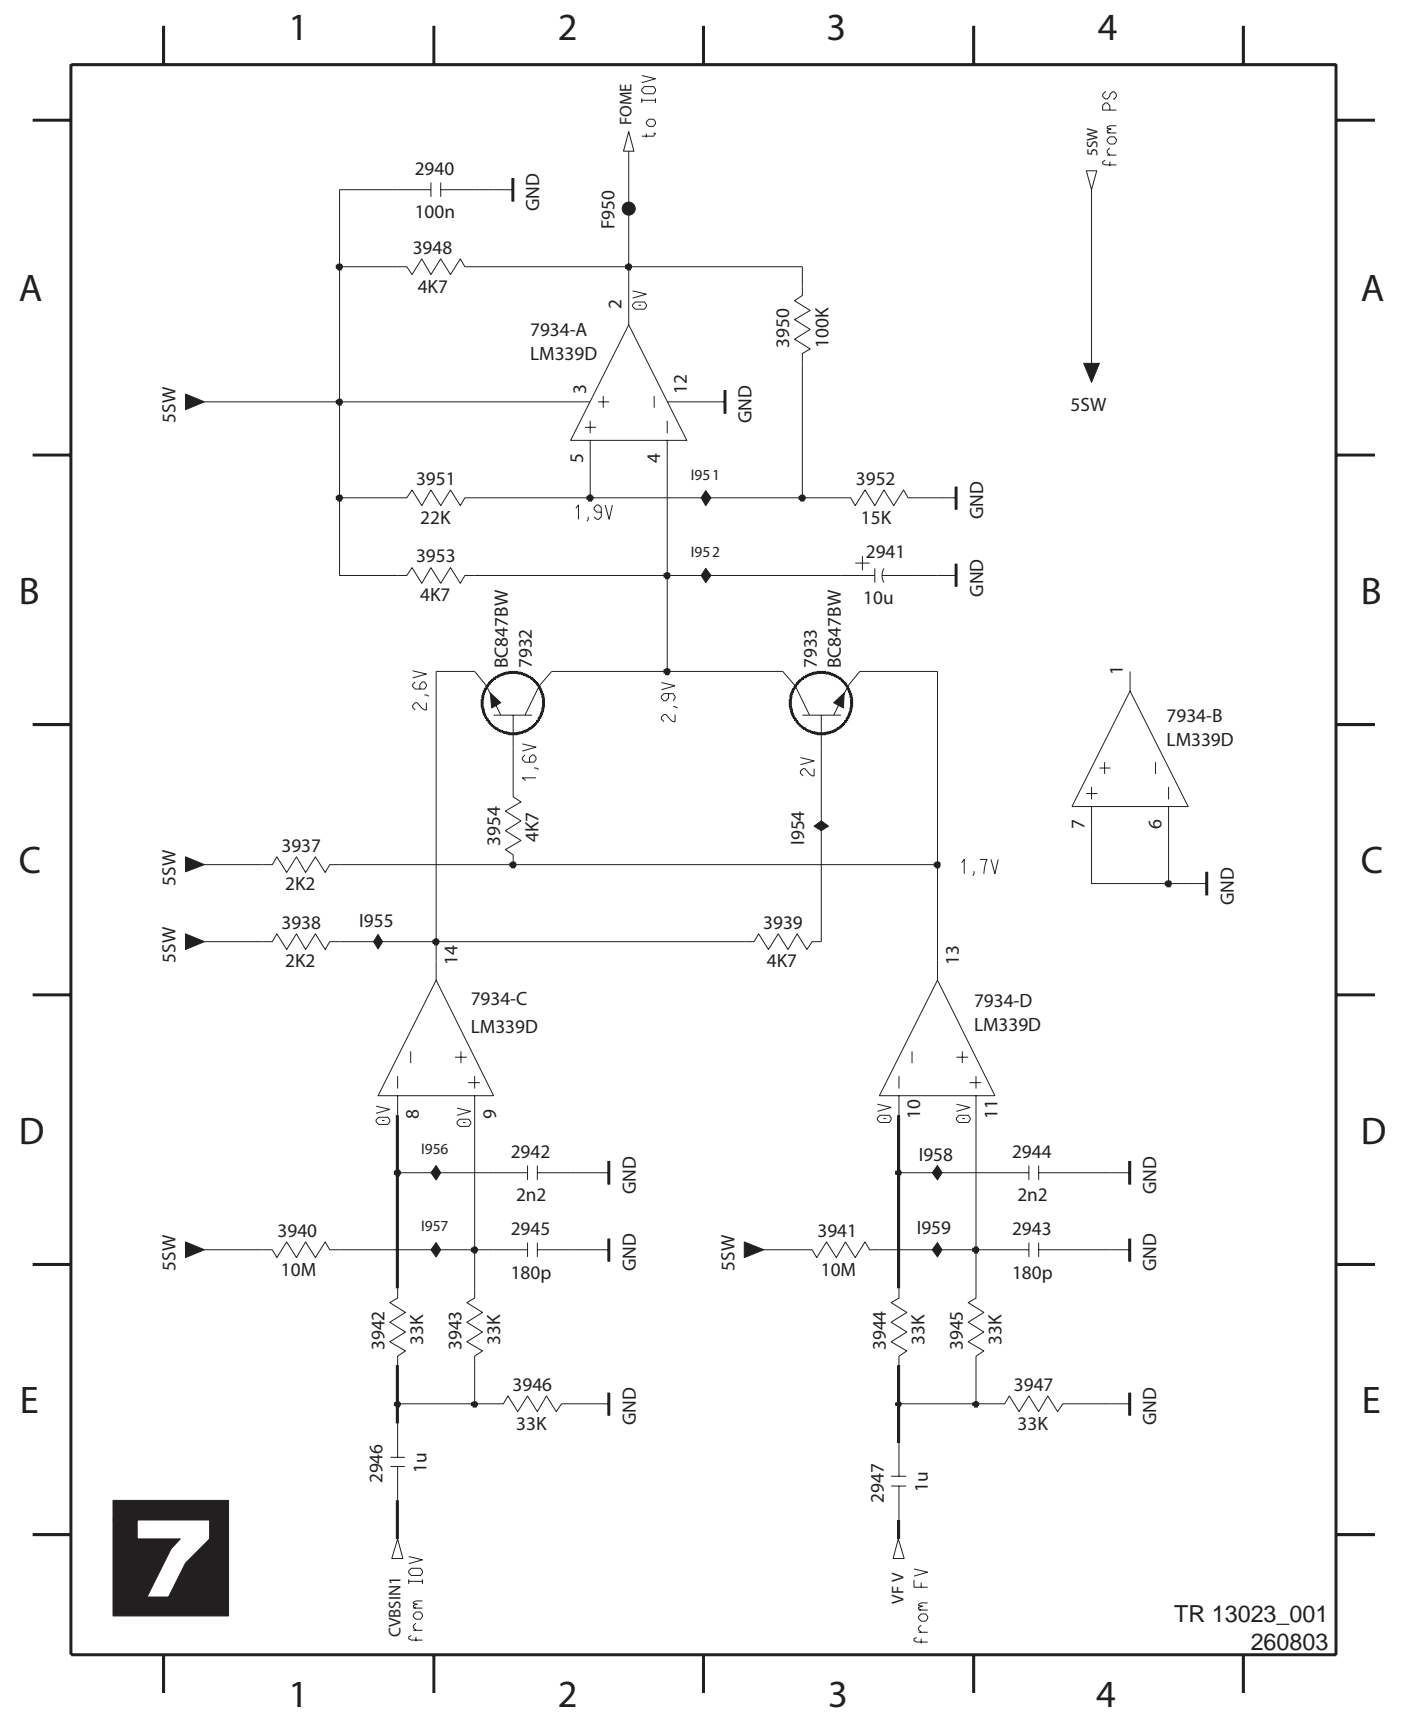 1 2 3 4
FOME
to IOV
5SW
from PS
2940
100n
GND
F950
A
3948
4K7
A
2
0V
3950
100K
7934-A
LM339D
3
+
−
12
GND
5SW
5SW
+
−
5
4
3951
22K
I951
3952
15K
GND
1,9V
3953
4K7
I952
+
2941
10u
GND
B
B
BC847BW
7932
7933
BC847BW
2,6V
2,9V
1
7934-B
LM339D
1,6V
2V
+
−
+
−
3954
4K7
I954
7
6
C
5SW
3937
2K2
1,7V
GND
C
5SW
3938
2K2
I955
14
3939
4K7
13
7934-C
LM339D
7934-D
LM339D
−
+
−
+
−
+
−
+
0V
8
0V
9
0V
10
0V
11
D
D
I956
2942
2n2
GND
I958
2944
2n2
GND
5SW
3940
10M
I957
2945
180p
GND
5SW
3941
10M
I959
2943
180p
GND
3942
33K
3943
33K
3944
33K
3945
33K
E
3946
33K
GND
3947
33K
GND
E
2946
1u
2947
1u
7
CVBSIN1
from IOV
VFV
from FV
TR 13023_001
260803
1 2 3 4